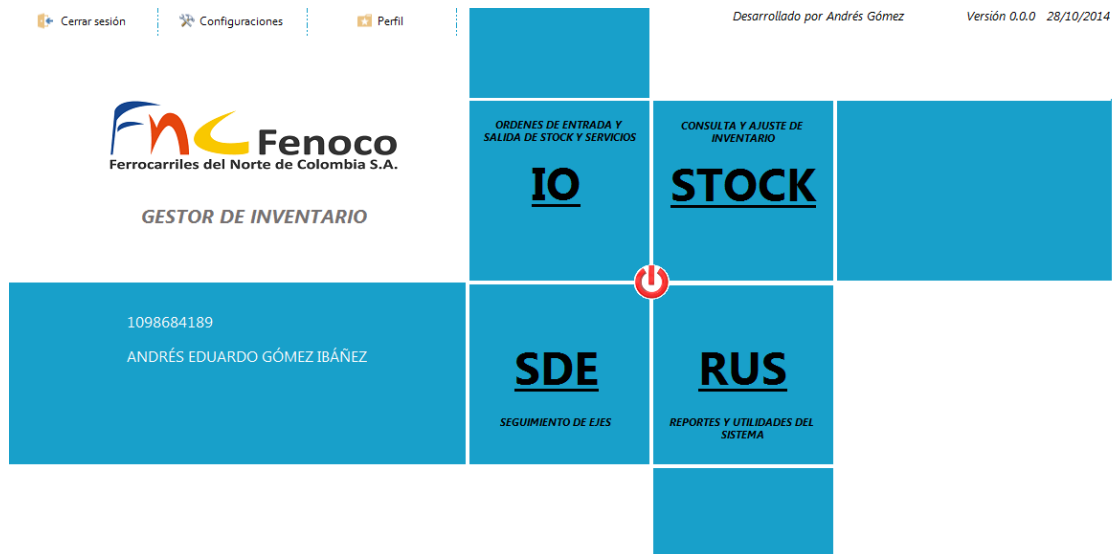 Cerrar sesión
Configuraciones
Perfil
Desarrollado por Andrés Gómez
Versión 0.0.0 28/10/2014
FNC Fenoco
Ferrocarriles del Norte de Colombia S.A.
GESTOR DE INVENTARIO
ORDENES DE ENTRADA Y
SALIDA DE STOCK Y SERVICIOS
IO
CONSULTA Y AJUSTE DE
INVENTARIO
STOCK
1098684189
ANDRÉS EDUARDO GÓMEZ IBÁÑEZ
SDE
SEGUIMIENTO DE EJES
RUS
REPORTES Y UTILIDADES DEL
SISTEMA